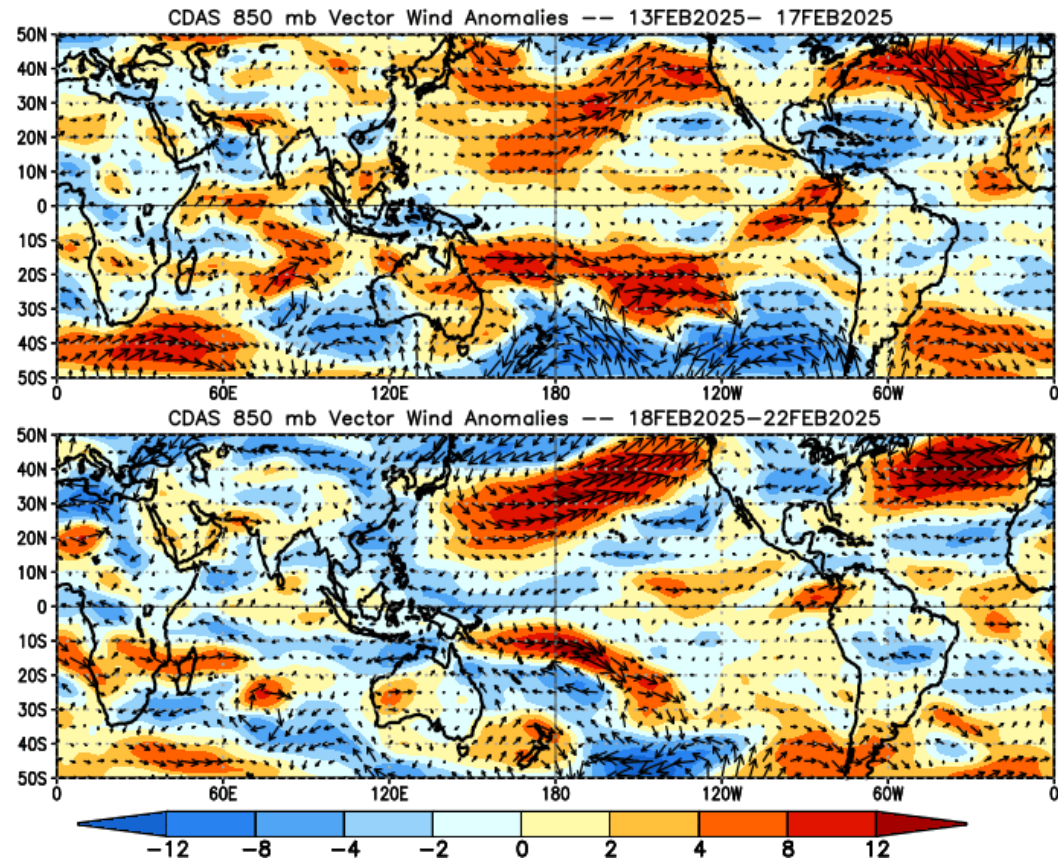 CDAS 850 mb Vector Wind Anomalies -- 13FEB2025- 17FEB2025
50N
40N
30N
20N
10N
0
10S
20S
30S
40S
50S
0 60E 120E 180 120W 60W 0
CDAS 850 mb Vector Wind Anomalies -- 18FEB2025-22FEB2025
50N
40N
30N
20N
10N
0
10S
20S
30S
40S
50S
0 60E 120E 180 120W 60W 0
-12 -8 -4 -2 0 2 4 8 12